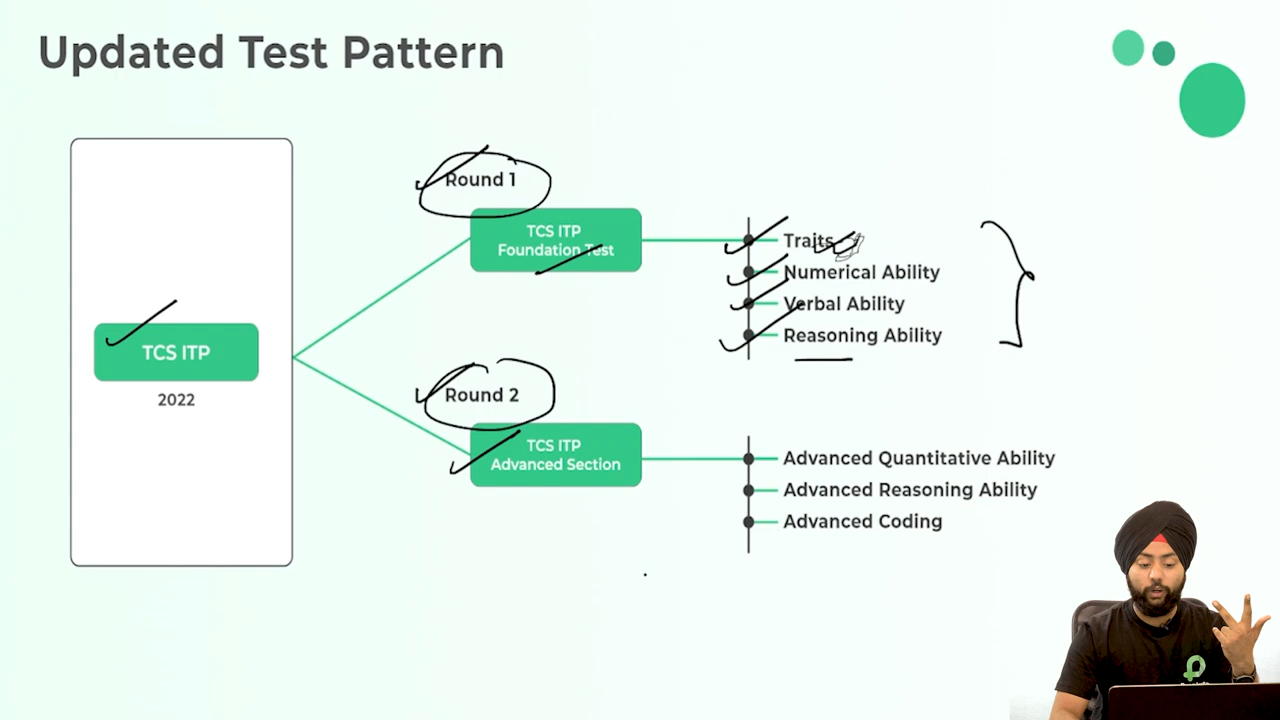 Updated Test Pattern
Round 1
TCS ITP
Foundation Test
Traits
Numerical Ability
Verbal Ability
Reasoning Ability
TCS ITP
2022
Round 2
TCS ITP
Advanced Section
Advanced Quantitative Ability
Advanced Reasoning Ability
Advanced Coding